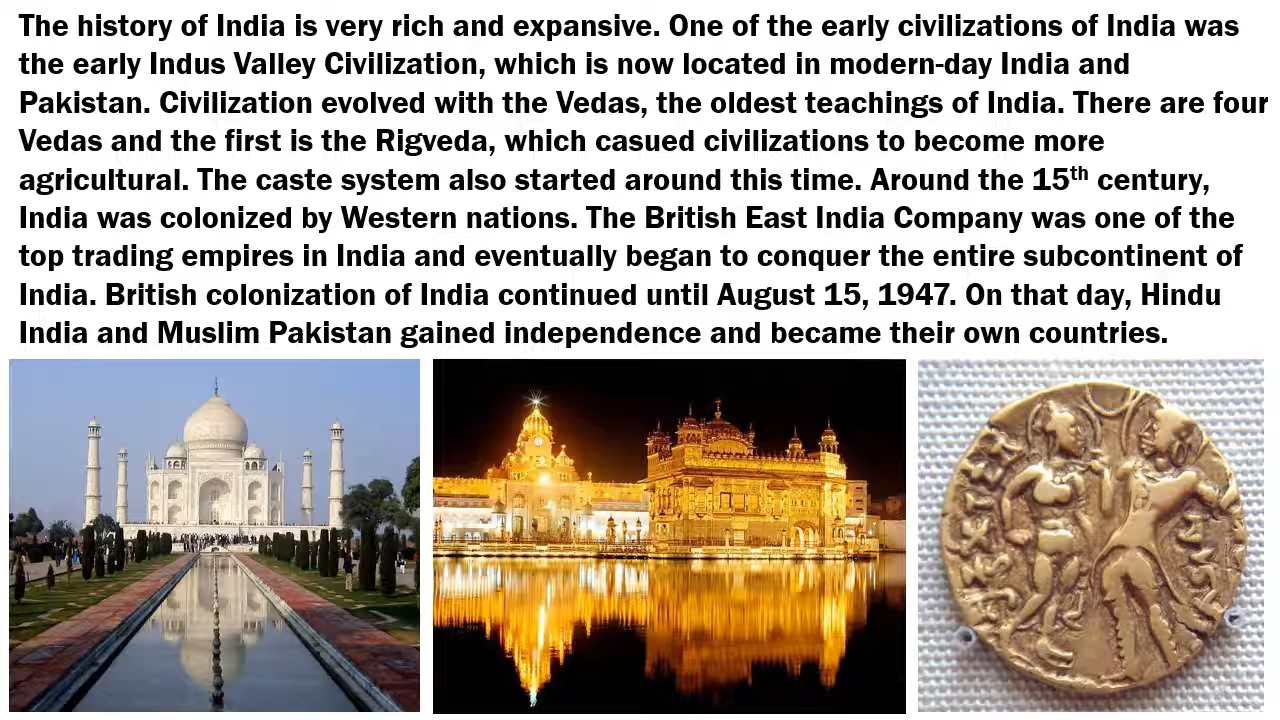 The history of India is very rich and expansive. One of the early civilizations of India was
the early Indus Valley Civilization, which is now located in modern-day India and
Pakistan. Civilization evolved with the Vedas, the oldest teachings of India. There are four
Vedas and the first is the Rigveda, which casued civilizations to become more
agricultural. The caste system also started around this time. Around the 15th century,
India was colonized by Western nations. The British East India Company was one of the
top trading empires in India and eventually began to conquer the entire subcontinent of
India. British colonization of India continued until August 15, 1947. On that day, Hindu
India and Muslim Pakistan gained independence and became their own countries.